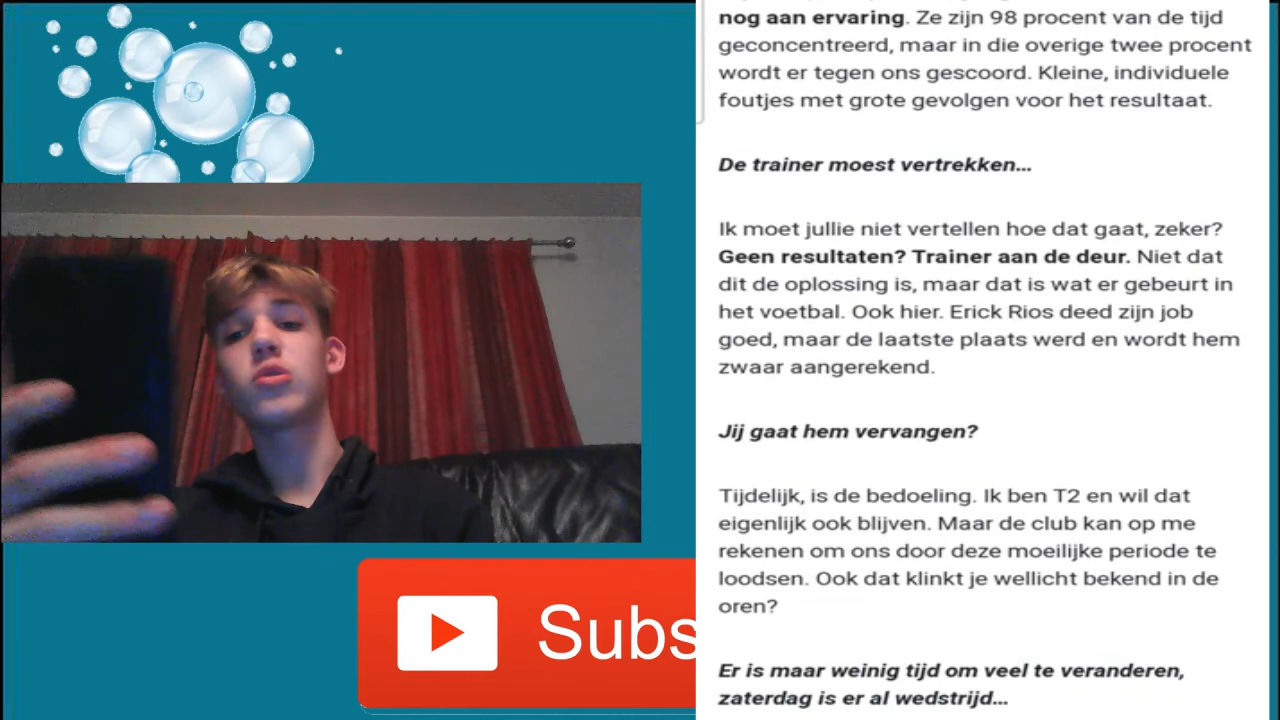 nog aan ervaring. Ze zijn 98 procent van de tijd
geconcentreerd, maar in die overige twee procent
wordt er tegen ons gescoord. Kleine, individuele
foutjes met grote gevolgen voor het resultaat.
De trainer moest vertrekken...
Ik moet jullie niet vertellen hoe dat gaat, zeker?
Geen resultaten? Trainer aan de deur. Niet dat
dit de oplossing is, maar dat is wat er gebeurt in
het voetbal. Ook hier. Erick Rios deed zijn job
goed, maar de laatste plaats werd en wordt hem
zwaar aangerekend.
Jij gaat hem vervangen?
Tijdelijk, is de bedoeling. Ik ben T2 en wil dat
eigenlijk ook blijven. Maar de club kan op me
rekenen om ons door deze moeilijke periode te
loodsen. Ook dat klinkt je wellicht bekend in de
oren?
Er is maar weinig tijd om veel te veranderen,
zaterdag is er al wedstrijd...
Subs